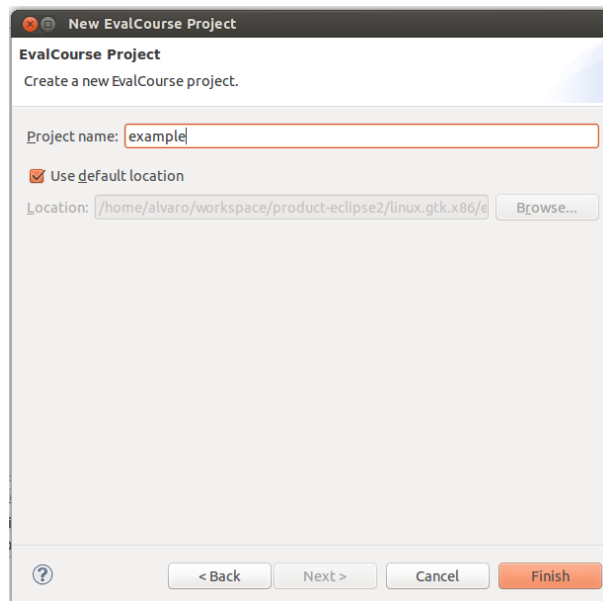 New EvalCourse Project
EvalCourse Project
Create a new EvalCourse project.
Project name: example
Use default location
Location: /home/alvaro/workspace/product-eclipse2/linux.gtk.x86/e Browse...
? < Back Next > Cancel Finish